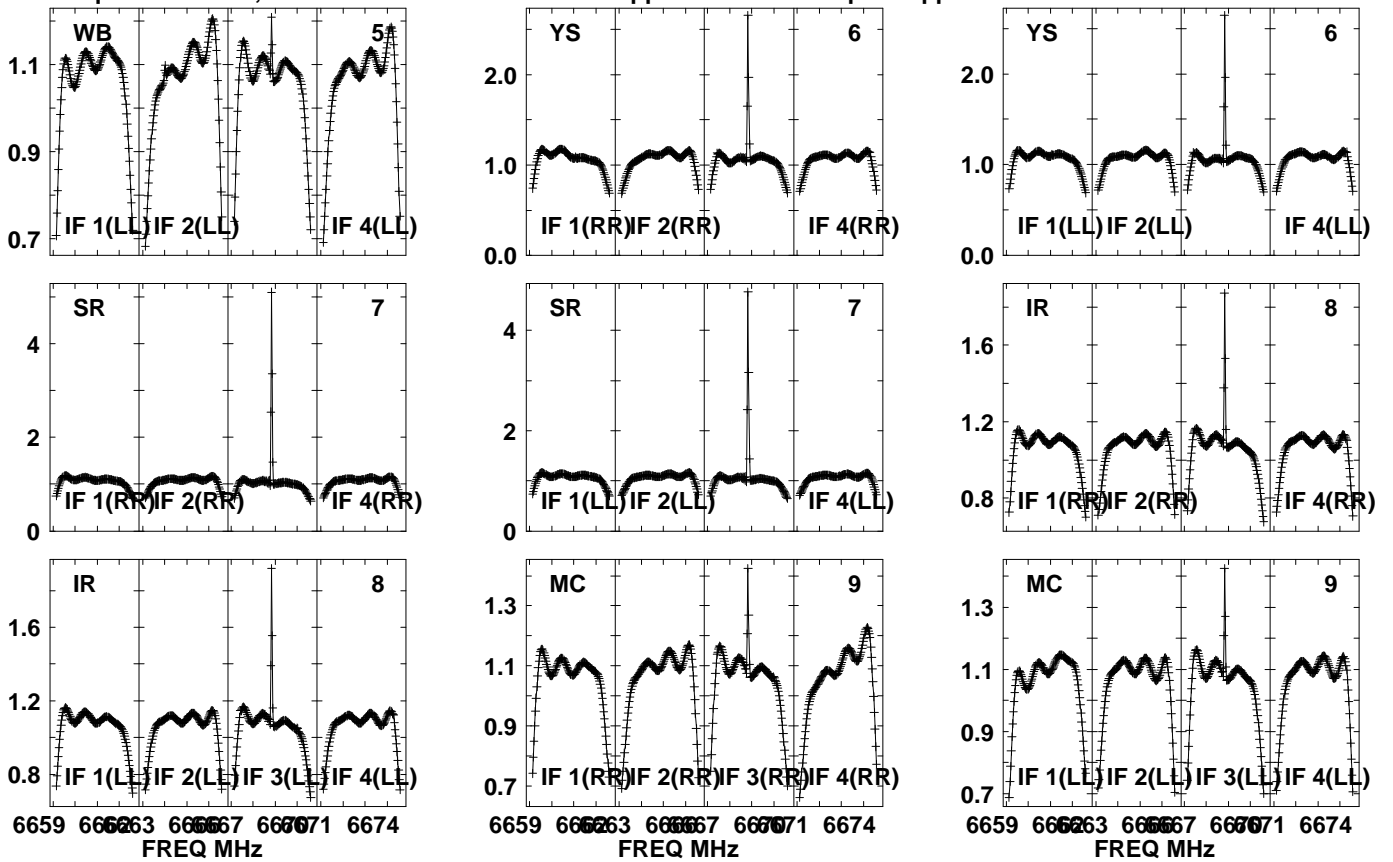 WB 5 YS 6 YS 6
1.1 2.0 2.0
0.9 1.0 1.0
0.7 IF 1(LL) IF 2(LL) IF 4(LL) IF 1(RR) IF 2(RR) IF 4(RR) IF 1(LL) IF 2(LL) IF 4(LL)
0.0 0.0
SR 7 SR 7 IR 8
4 4 1.6
2 2 1.2
IF 1(RR) IF 2(RR) IF 4(RR) IF 1(LL) IF 2(LL) IF 4(LL) 0.8 IF 1(RR) IF 2(RR) IF 4(RR)
0 0
IR 8 MC 9 MC 9
1.6 1.3 1.3
1.2 1.1 1.1
1.0 0.9 0.9
0.8 IF 1(LL) IF 2(LL) IF 3(LL) IF 4(LL) 0.7 IF 1(RR) IF 2(RR) IF 3(RR) IF 4(RR) 0.7 IF 1(LL) IF 2(LL) IF 3(LL) IF 4(LL)
6659 6674 6659 6674 6659 6674
FREQ MHz FREQ MHz FREQ MHz